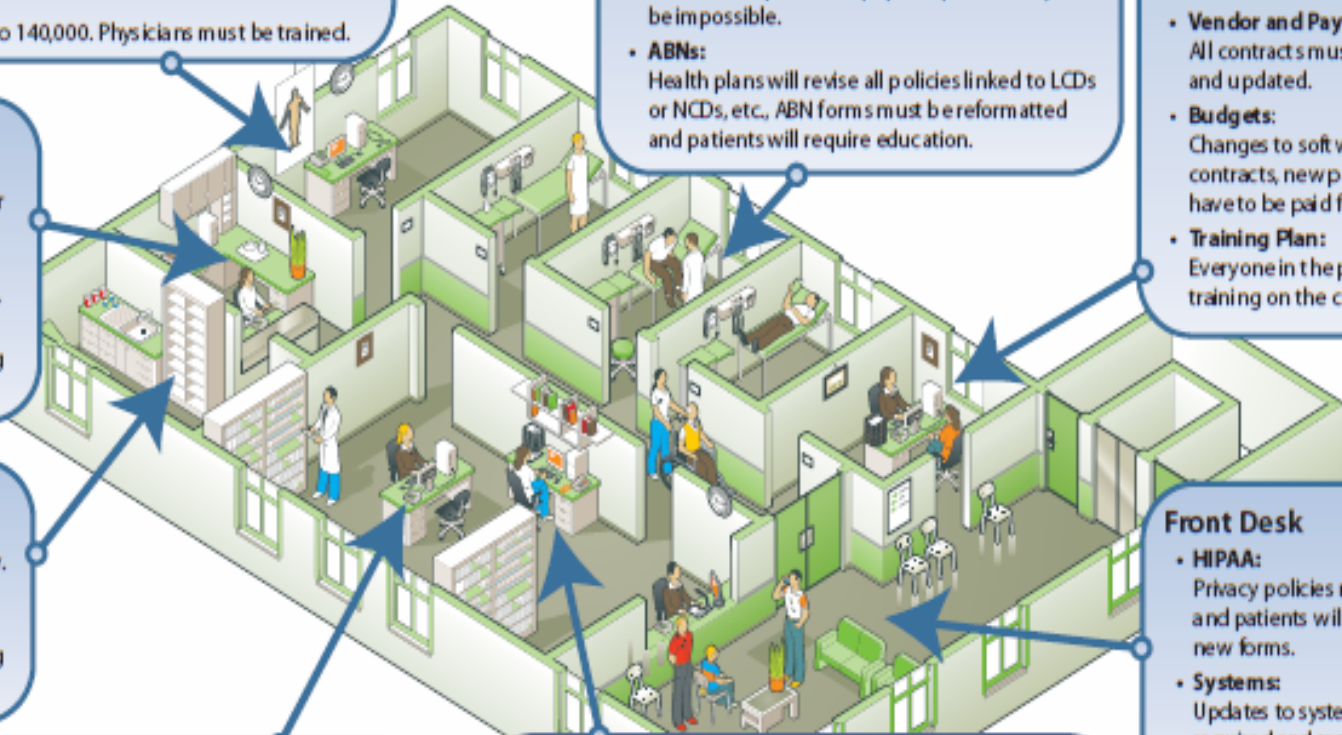 to 140,000. Physicians must be trained.
be impossible.
• ABNs:
Health plans will revise all policies linked to LCDs
or NCDs, etc., ABN forms must be reformatted
and patients will require education.
• Vendor and Pay
All contracts mus
and updated.
• Budgets:
Changes to softw
contracts, new p
have to be paid f
• Training Plan:
Everyone in the p
training on the c
Front Desk
• HIPAA:
Privacy policies
and patients will
new forms.
• Systems:
Updates to syste